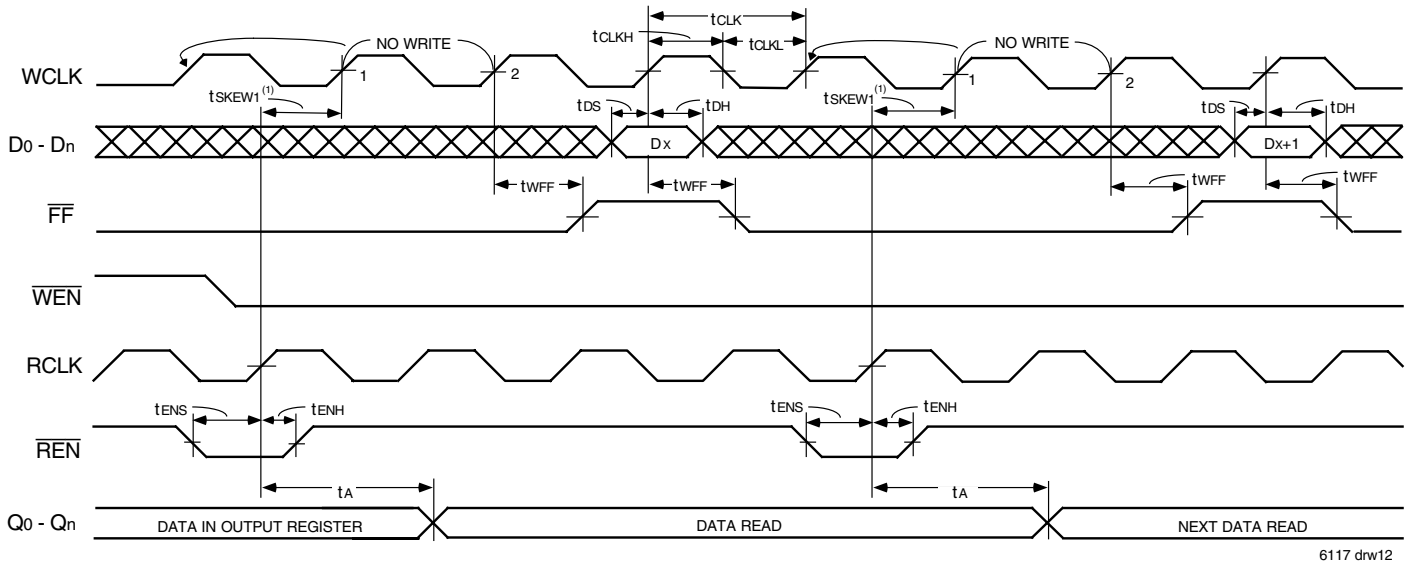 tCLK
tCLKH
tCLKL
NO WRITE
NO WRITE
WCLK
1
2
1
2
tSKEW1(1)
tDS
tDH
tSKEW1(1)
tDS
tDH
D0 - Dn
DX
DX+1
tWFF
tWFF
tWFF
tWFF
FF
WEN
RCLK
tENS
tENH
tENS
tENH
REN
tA
tA
Q0 - Qn
DATA IN OUTPUT REGISTER
DATA READ
NEXT DATA READ
6117 drw12